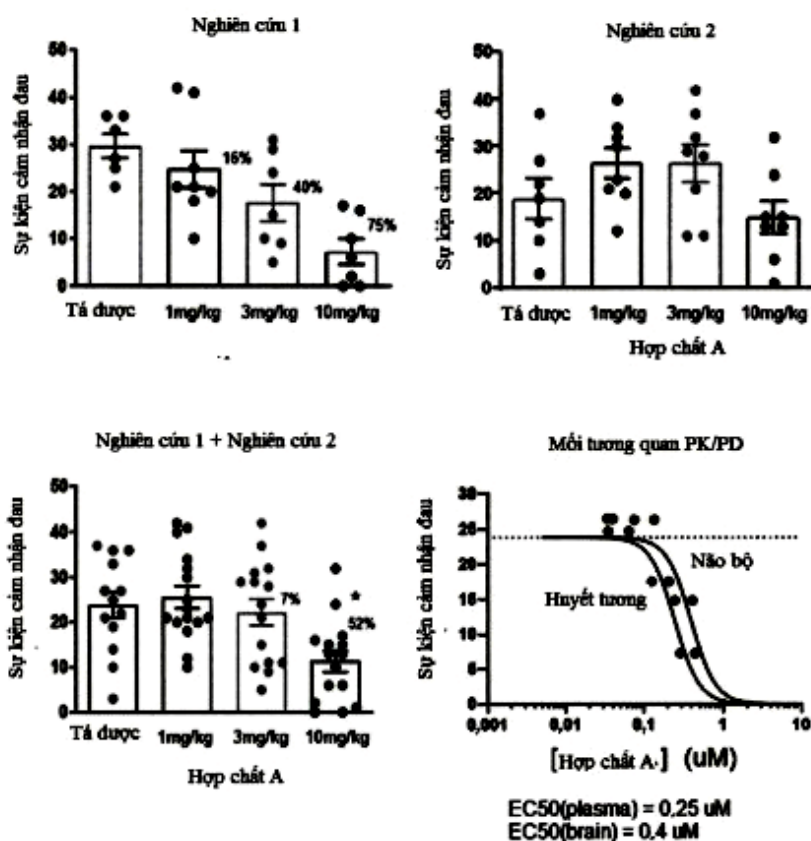 Nghiên cứu 1
Sự kiện cảm nhận đau
50
40
30
20
10
0
16%
40%
75%
Tá dược 1mg/kg 3mg/kg 10mg/kg
Nghiên cứu 2
Sự kiện cảm nhận đau
50
40
30
20
10
0
Tá dược 1mg/kg 3mg/kg 10mg/kg
Hợp chất A
Nghiên cứu 1 + Nghiên cứu 2
Sự kiện cảm nhận đau
50
40
30
20
10
0
7%
*
52%
Tá dược 1mg/kg 3mg/kg 10mg/kg
Hợp chất A
Mối tương quan PK/PD
Sự kiện cảm nhận đau
30
25
20
15
10
5
0
Não bộ
Huyết tương
0,001 0,01 0,1 1 10
[Hợp chất A.] (uM)
EC50(plasma) = 0,25 uM
EC50(brain) = 0,4 uM